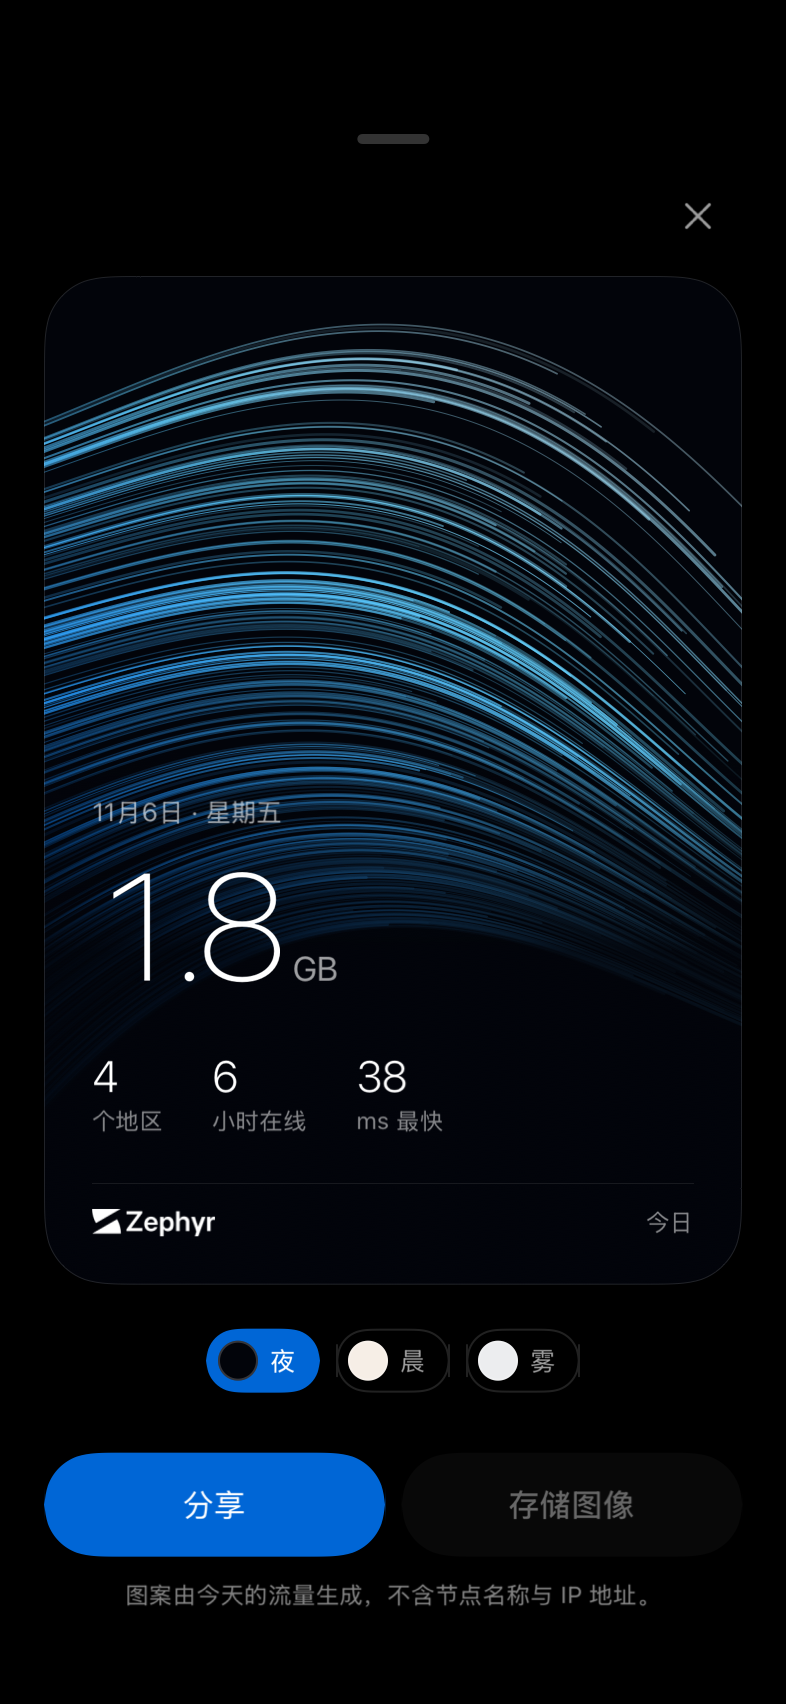 11月6日 · 星期五
1.8 GB
4 6 38
个地区 小时在线 ms 最快
Zephyr 今日
夜 晨 雾
分享 存储图像
图案由今天的流量生成，不含节点名称与 IP 地址。